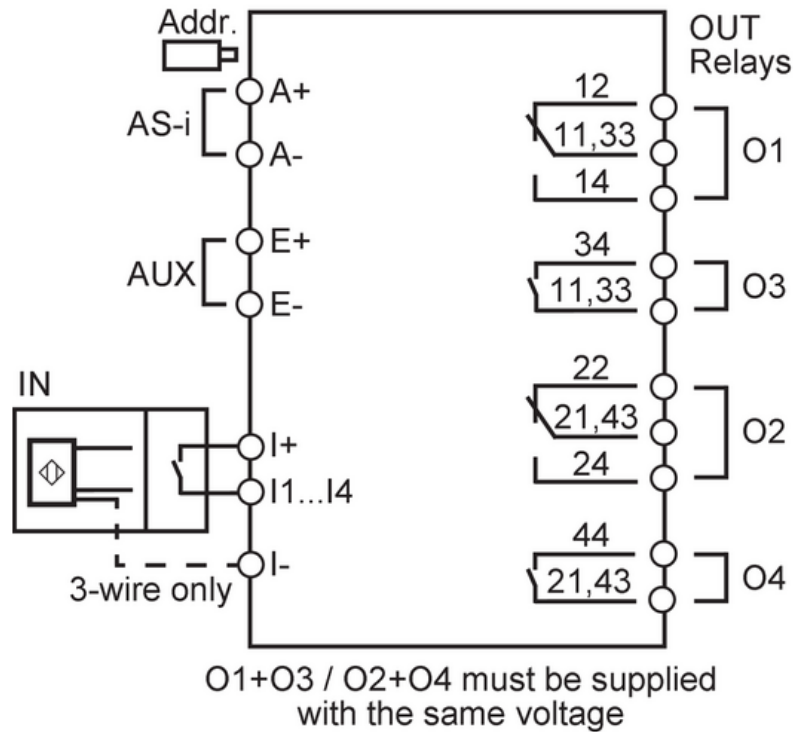 Addr.
AS-i
A+
A-
AUX
E+
E-
IN
I+
I1...I4
I-
3-wire only
OUT
Relays
12
11,33
14
O1
34
11,33
O3
22
21,43
24
O2
44
21,43
O4
O1+O3 / O2+O4 must be supplied
with the same voltage